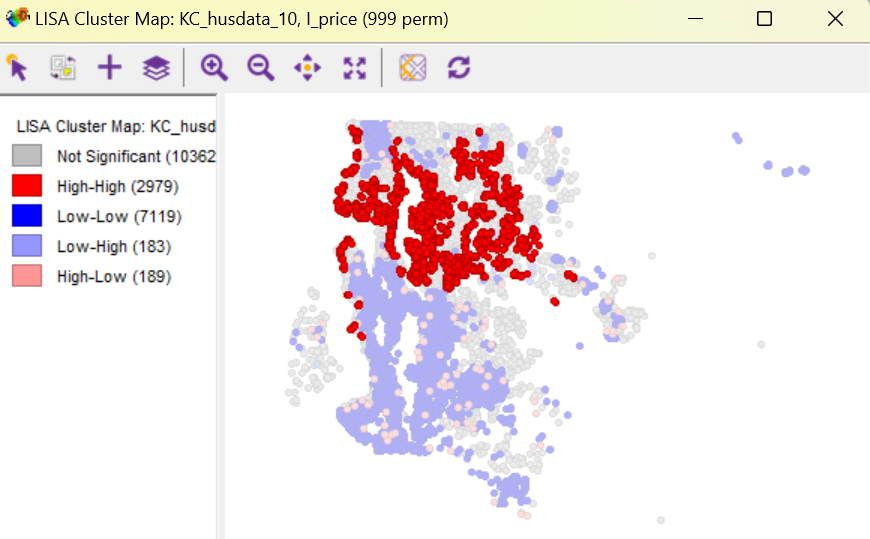 LISA Cluster Map: KC_husdata_10, I_price (999 perm)
LISA Cluster Map: KC_husd
Not Significant (10362
High-High (2979)
Low-Low (7119)
Low-High (183)
High-Low (189)